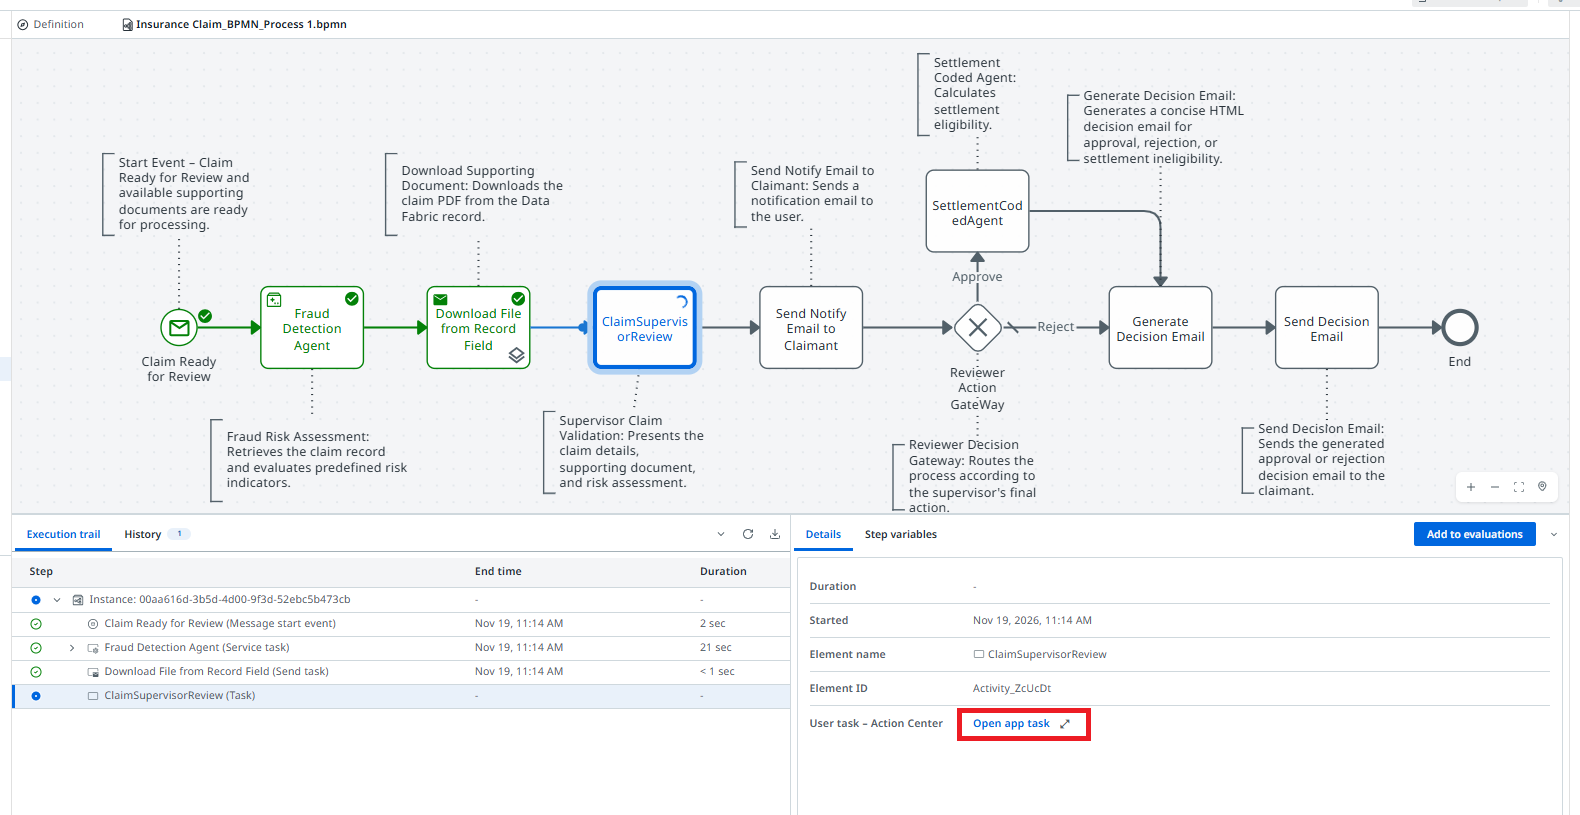 Definition
Insurance Claim_BPMN_Process 1.bpmn
Settlement
Coded Agent:
Calculates
settlement
eligibility.
Generate Decision Email:
Generates a concise HTML
decision email for
approval, rejection, or
settlement ineligibility.
Start Event – Claim
Ready for Review and
available supporting
documents are ready
for processing.
Download Supporting
Document: Downloads the
claim PDF from the Data
Fabric record.
Send Notify Email to
Claimant: Sends a
notification email to
the user.
SettlementCod
edAgent
Approve
Claim Ready
for Review
Fraud
Detection
Agent
Download File
from Record
Field
ClaimSupervis
orReview
Send Notify
Email to
Claimant
Reject
Reviewer
Action
GateWay
Generate
Decision Email
Send Decision
Email
End
Fraud Risk Assessment:
Retrieves the claim record
and evaluates predefined risk
indicators.
Supervisor Claim
Validation: Presents the
claim details,
supporting document,
and risk assessment.
Reviewer Decision
Gateway: Routes the
process according to
the supervisor's final
action.
Send Decision Email:
Sends the generated
approval or rejection
decision email to the
claimant.
Execution trail
History 1
Step End time Duration
Instance: 00aa616d-3b5d-4d00-9f3d-52ebc5b473cb - -
Claim Ready for Review (Message start event) Nov 19, 11:14 AM 2 sec
Fraud Detection Agent (Service task) Nov 19, 11:14 AM 21 sec
Download File from Record Field (Send task) Nov 19, 11:14 AM < 1 sec
ClaimSupervisorReview (Task) - -
Details
Step variables
Add to evaluations
Duration -
Started Nov 19, 2026, 11:14 AM
Element name ClaimSupervisorReview
Element ID Activity_ZcUcDt
User task – Action Center Open app task